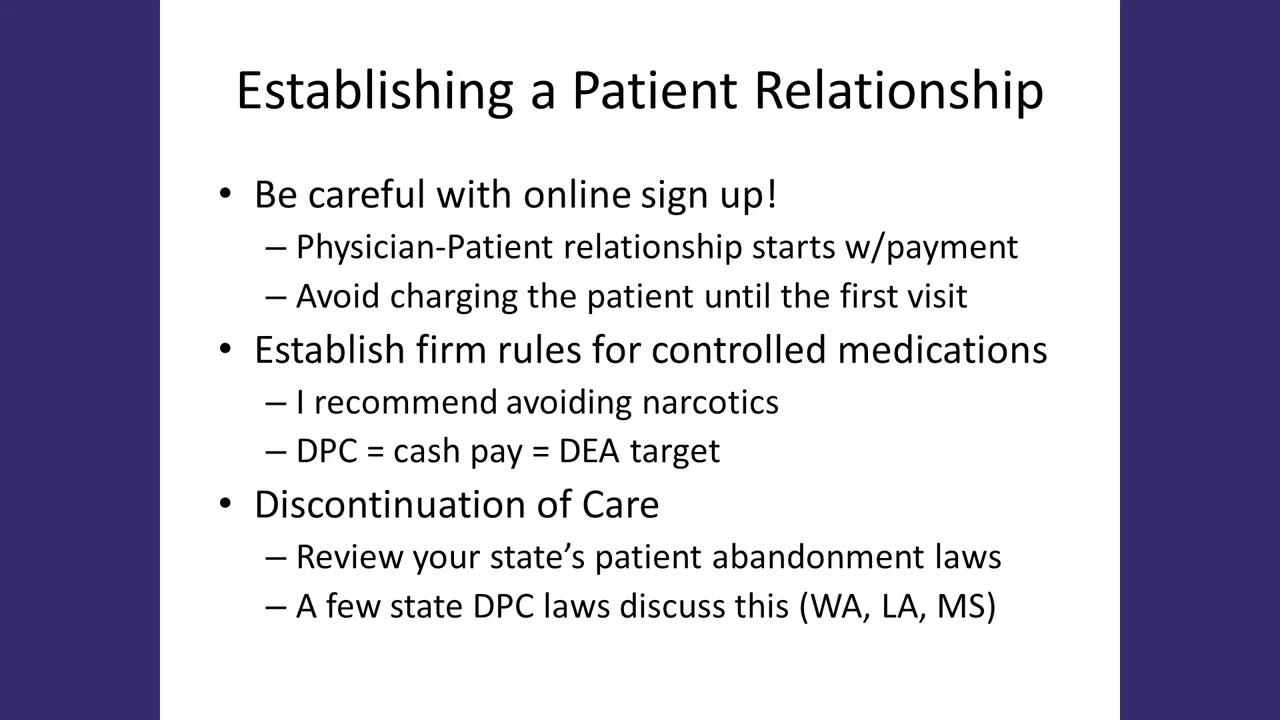 Establishing a Patient Relationship
• Be careful with online sign up!
– Physician-Patient relationship starts w/payment
– Avoid charging the patient until the first visit
• Establish firm rules for controlled medications
– I recommend avoiding narcotics
– DPC = cash pay = DEA target
• Discontinuation of Care
– Review your state’s patient abandonment laws
– A few state DPC laws discuss this (WA, LA, MS)